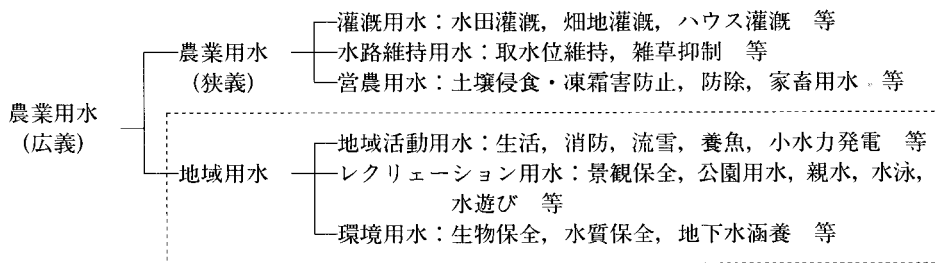 灌漑用水：水田灌漑，畑地灌漑，ハウス灌漑　等
農業用水
(狭義)
水路維持用水：取水位維持，雑草抑制　等
営農用水：土壌侵食・凍霜害防止，防除，家畜用水　等
農業用水
(広義)
地域用水
地域活動用水：生活，消防，流雪，養魚，小水力発電　等
レクリェーション用水：景観保全，公園用水，親水，水泳，
水遊び　等
環境用水：生物保全，水質保全，地下水涵養　等